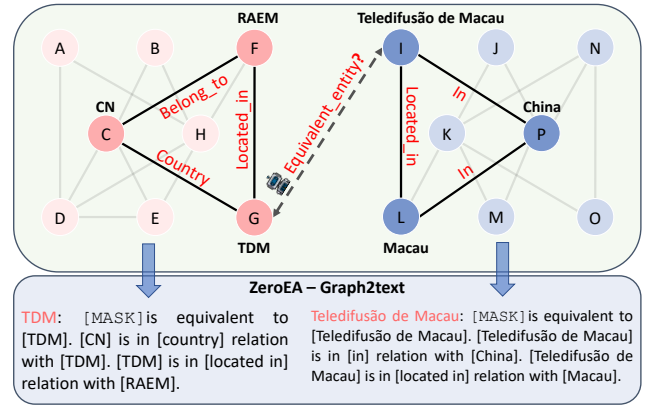 RAEM
Teledifusão de Macau
A
B
F
I
J
N
Belong_to
In
CN
China
C
H
Located_in
Equivalent_entity?
Located_in
K
P
Country
In
D
E
G
L
M
O
TDM
Macau
ZeroEA – Graph2text
TDM: [MASK]is equivalent to
[TDM]. [CN] is in [country] relation
with [TDM]. [TDM] is in [located in]
relation with [RAEM].
Teledifusão de Macau: [MASK]is equivalent to
[Teledifusão de Macau]. [Teledifusão de Macau]
is in [in] relation with [China]. [Teledifusão de
Macau] is in [located in] relation with [Macau].